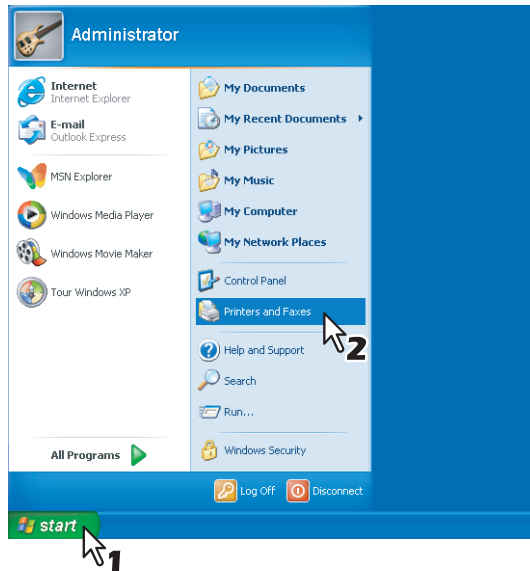 Administrator
Internet
Internet Explorer
E-mail
Outlook Express
MSN Explorer
Windows Media Player
Windows Movie Maker
Tour Windows XP
All Programs
My Documents
My Recent Documents
My Pictures
My Music
My Computer
My Network Places
Control Panel
Printers and Faxes
2
Help and Support
Search
Run...
Windows Security
Log Off
Disconnect
start
1